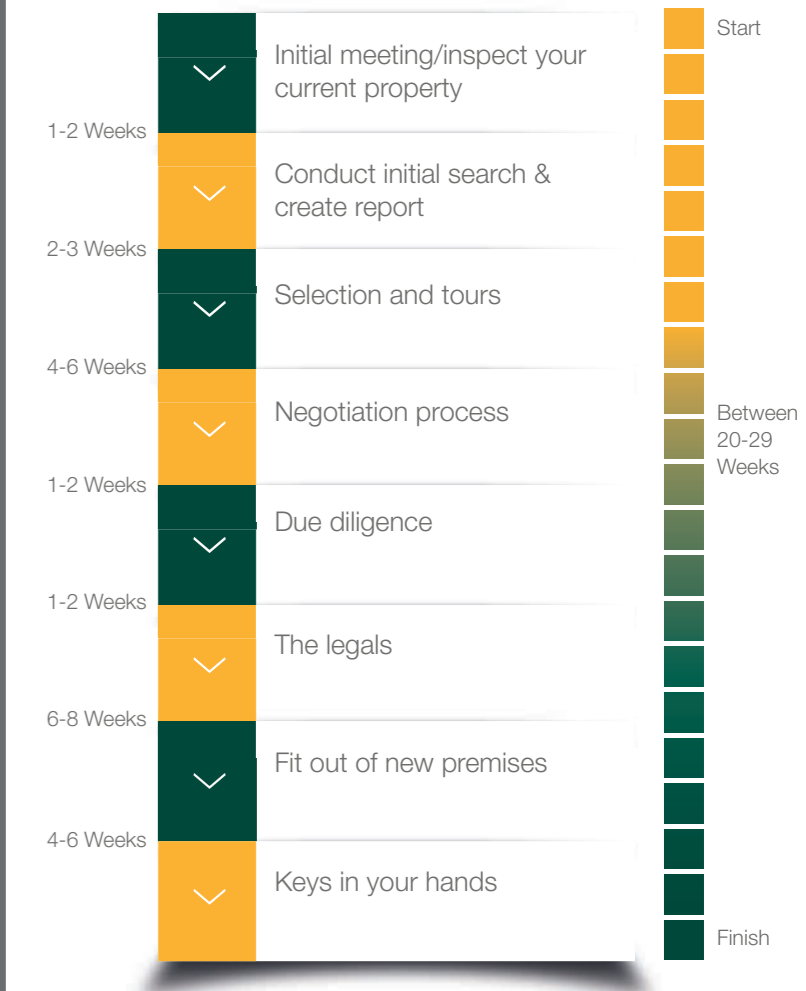 Start
Initial meeting/inspect your
current property
1-2 Weeks
Conduct initial search &
create report
2-3 Weeks
Selection and tours
4-6 Weeks
Negotiation process
Between
20-29
Weeks
1-2 Weeks
Due diligence
1-2 Weeks
The legals
6-8 Weeks
Fit out of new premises
4-6 Weeks
Keys in your hands
Finish